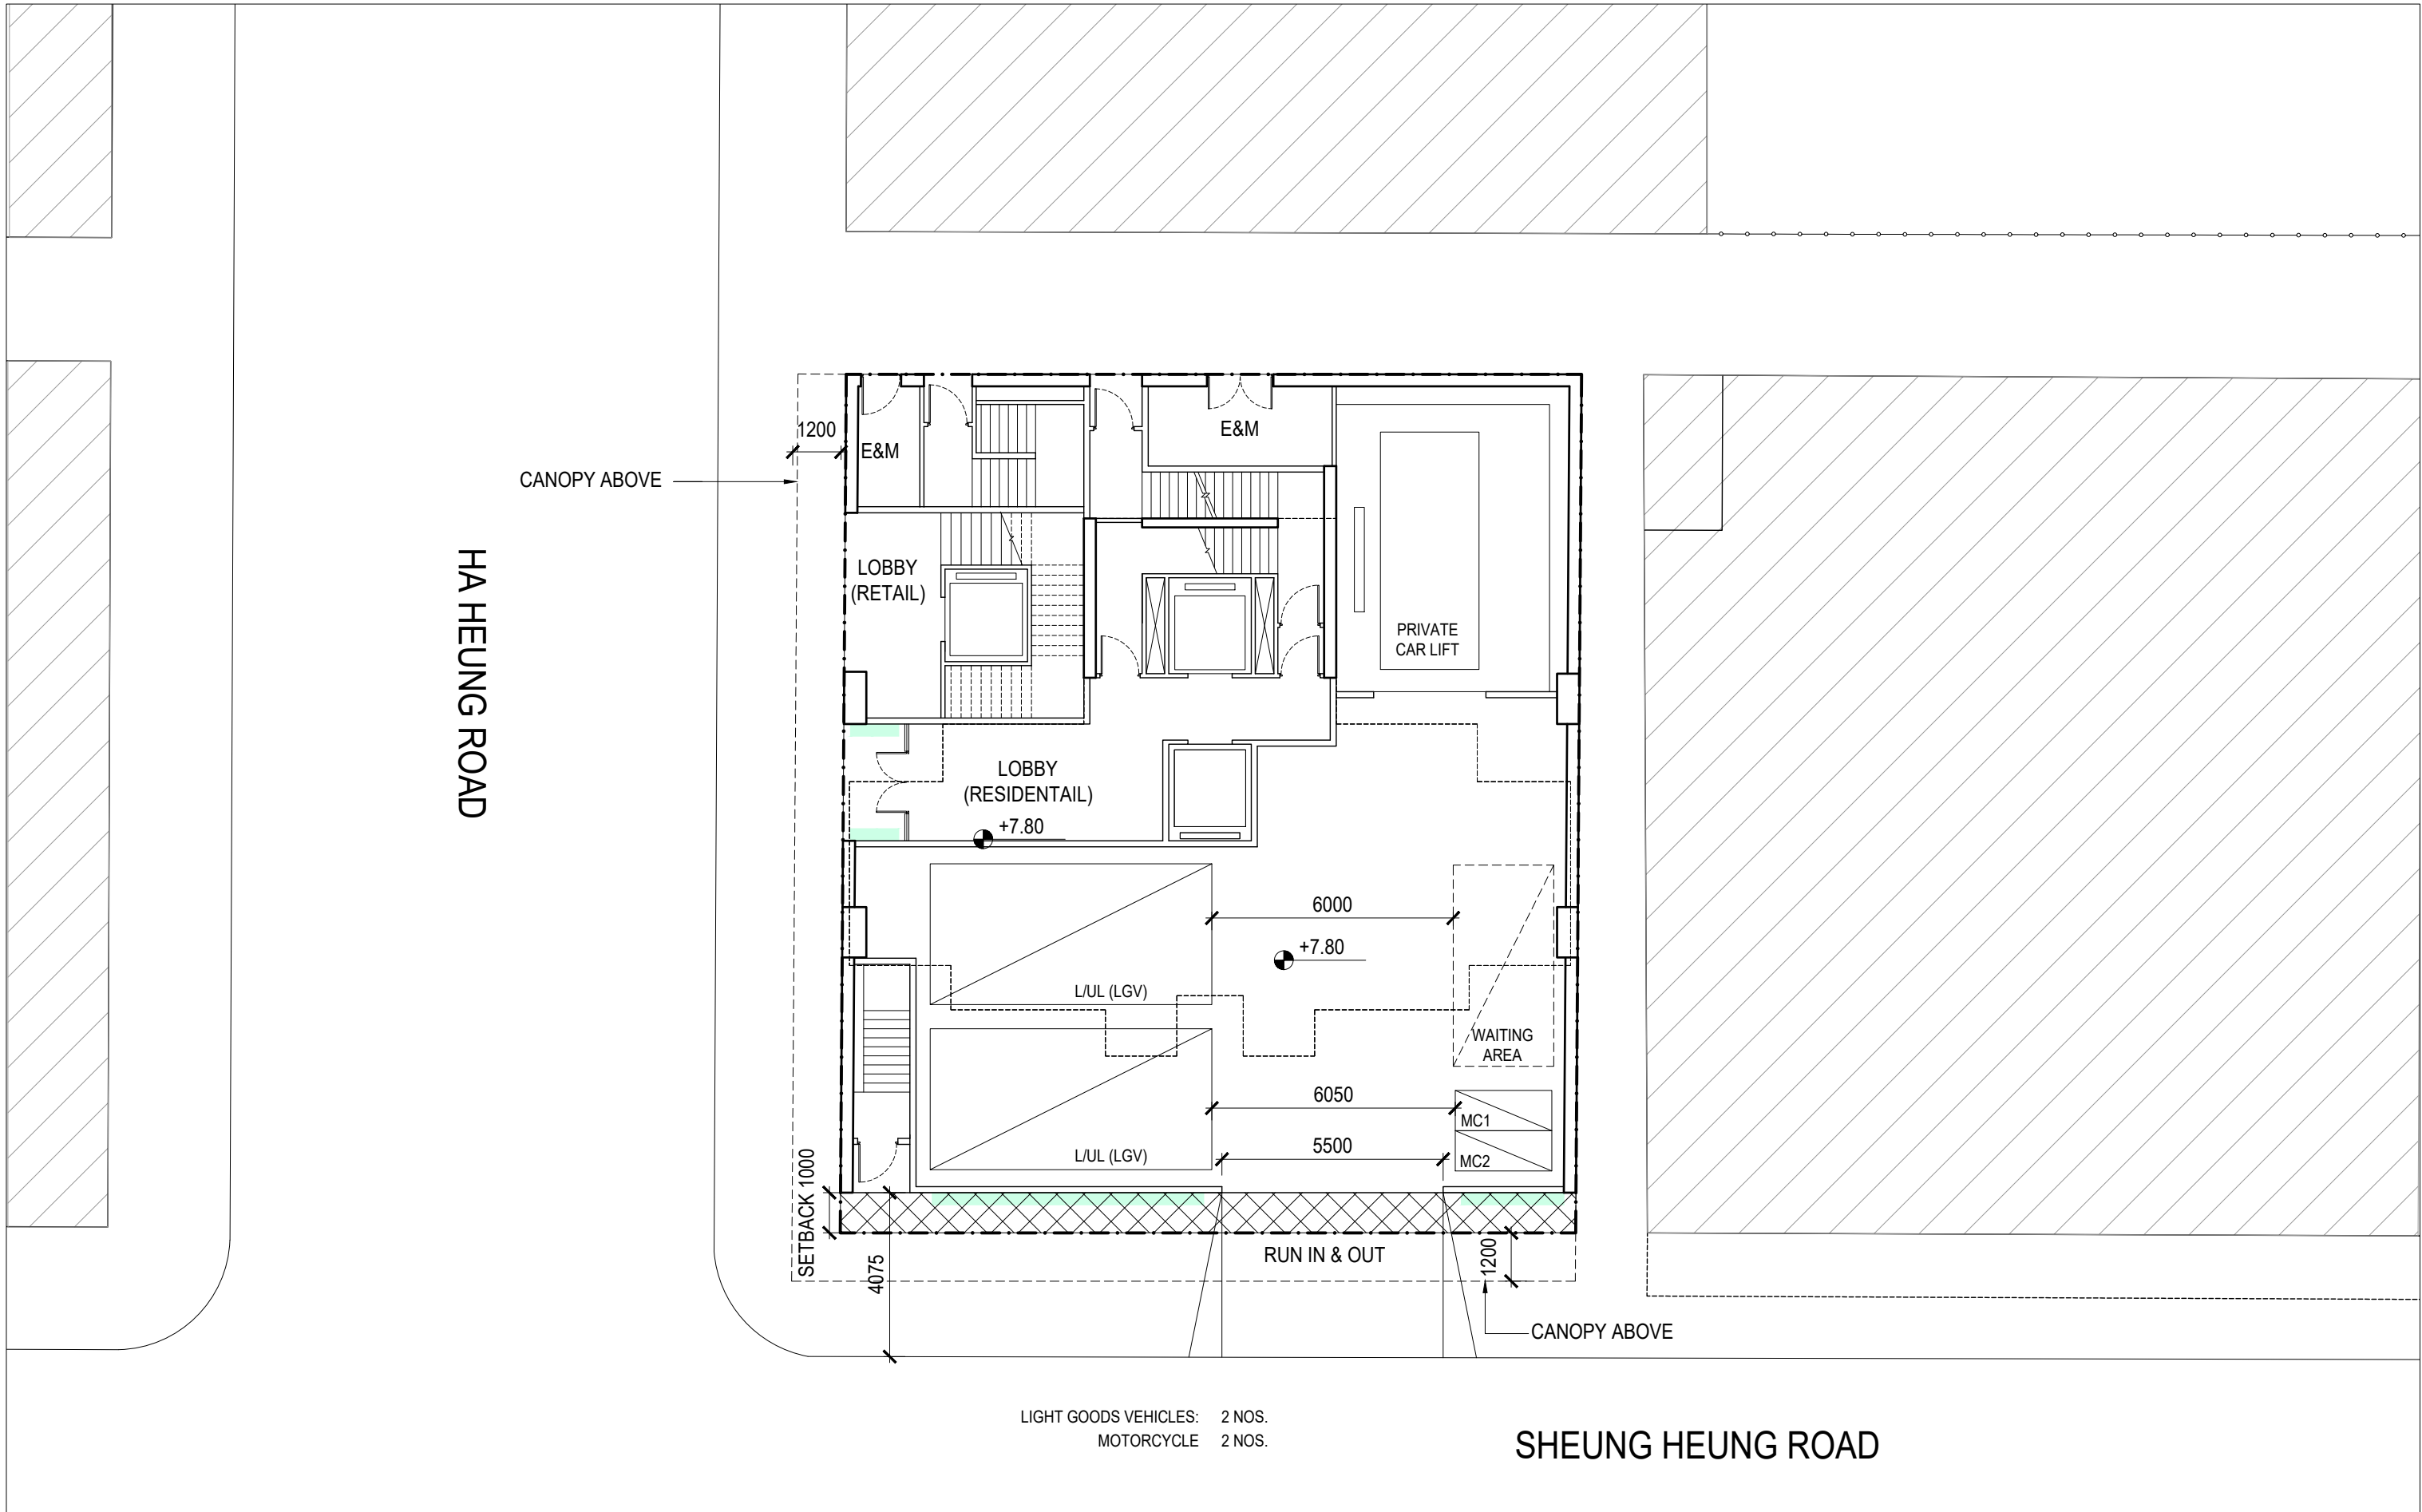 1200
E&M
E&M
CANOPY ABOVE
HA HEUNG ROAD
LOBBY
(RETAIL)
PRIVATE
CAR LIFT
LOBBY
(RESIDENTAIL)
+7.80
6000
+7.80
L/UL (LGV)
WAITING
AREA
6050
MC1
5500
L/UL (LGV)
MC2
SETBACK 1000
4075
RUN IN & OUT
1200
CANOPY ABOVE
LIGHT GOODS VEHICLES: 2 NOS.
MOTORCYCLE 2 NOS.
SHEUNG HEUNG ROAD